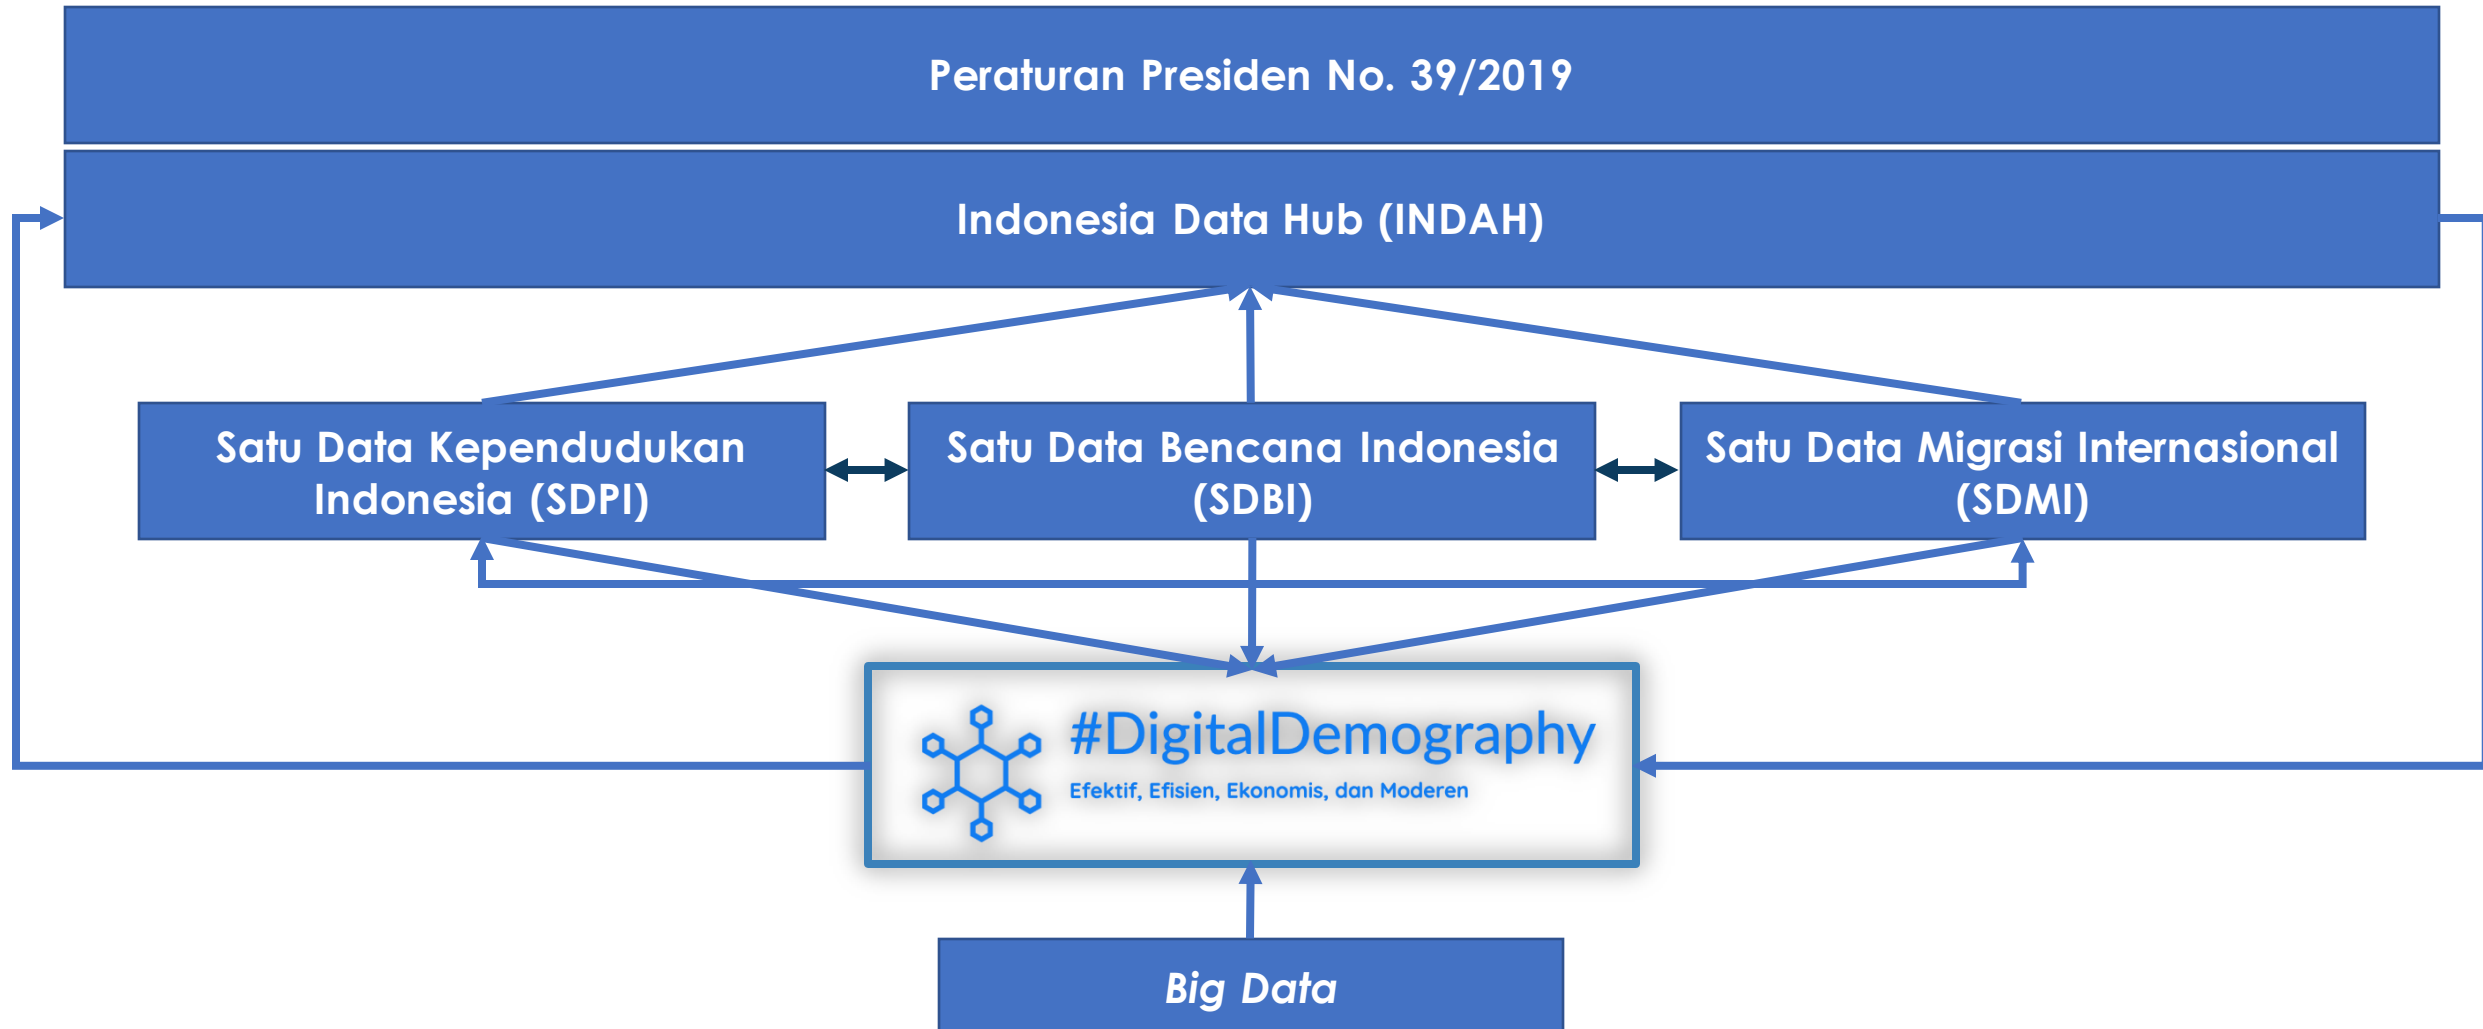 Peraturan Presiden No. 39/2019
Indonesia Data Hub (INDAH)
Satu Data Kependudukan
Indonesia (SDPI)
Satu Data Bencana Indonesia
(SDBI)
Satu Data Migrasi Internasional
(SDMI)
#DigitalDemography
Efektif, Efisien, Ekonomis, dan Moderen
Big Data